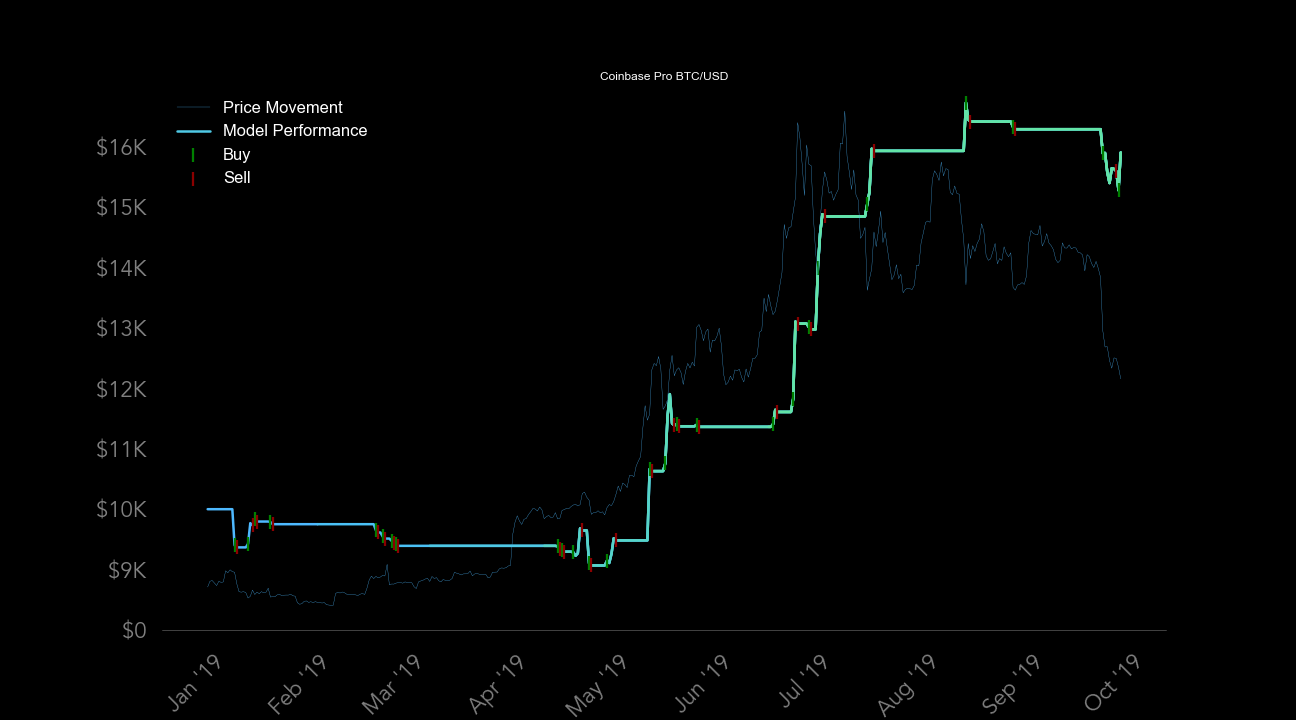 Coinbase Pro BTC/USD
Price Movement
Model Performance
Buy
Sell
$16K
$15K
$14K
$13K
$12K
$11K
$10K
$9K
$0
Jan '19
Feb '19
Mar '19
Apr '19
May '19
Jun '19
Jul '19
Aug '19
Sep '19
Oct '19